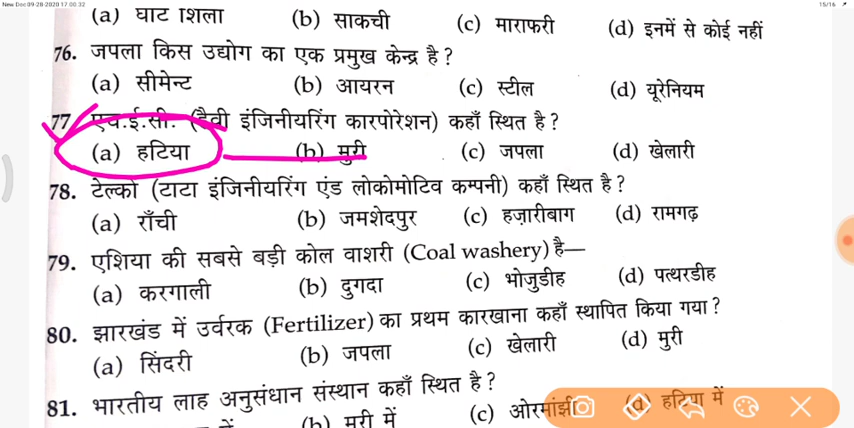 New Doc 09-28-2020 17.00.32
15/16
(a) घाट शिला (b) साकची (c) माराफरी (d) इनमें से कोई नहीं
76. जपला किस उद्योग का एक प्रमुख केन्द्र है ?
(a) सीमेन्ट (b) आयरन (c) स्टील (d) यूरेनियम
77 एच.ई.सी. (हैवी इंजिनीयरिंग कारपोरेशन) कहाँ स्थित है ?
(a) हटिया (b) मुरी (c) जपला (d) खेलारी
78. टेल्को (टाटा इंजिनीयरिंग एंड लोकोमोटिव कम्पनी) कहाँ स्थित है ?
(a) राँची (b) जमशेदपुर (c) हज़ारीबाग (d) रामगढ़
79. एशिया की सबसे बड़ी कोल वाशरी (Coal washery) है—
(a) करगाली (b) दुगदा (c) भोजुडीह (d) पत्थरडीह
80. झारखंड में उर्वरक (Fertilizer) का प्रथम कारखाना कहाँ स्थापित किया गया ?
(a) सिंदरी (b) जपला (c) खेलारी (d) मुरी
81. भारतीय लाह अनुसंधान संस्थान कहाँ स्थित है ?
(b) मुरी में (c) ओरमांझी (d) हटिया में